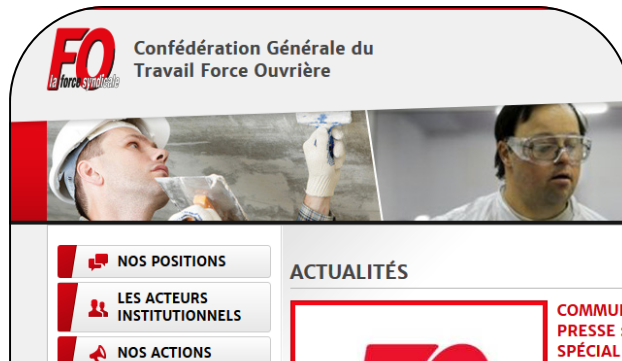 FO
la force syndicale
Confédération Générale du
Travail Force Ouvrière
NOS POSITIONS
LES ACTEURS
INSTITUTIONNELS
NOS ACTIONS
ACTUALITÉS
FO
COMMU
PRESSE :
SPÉCIAL